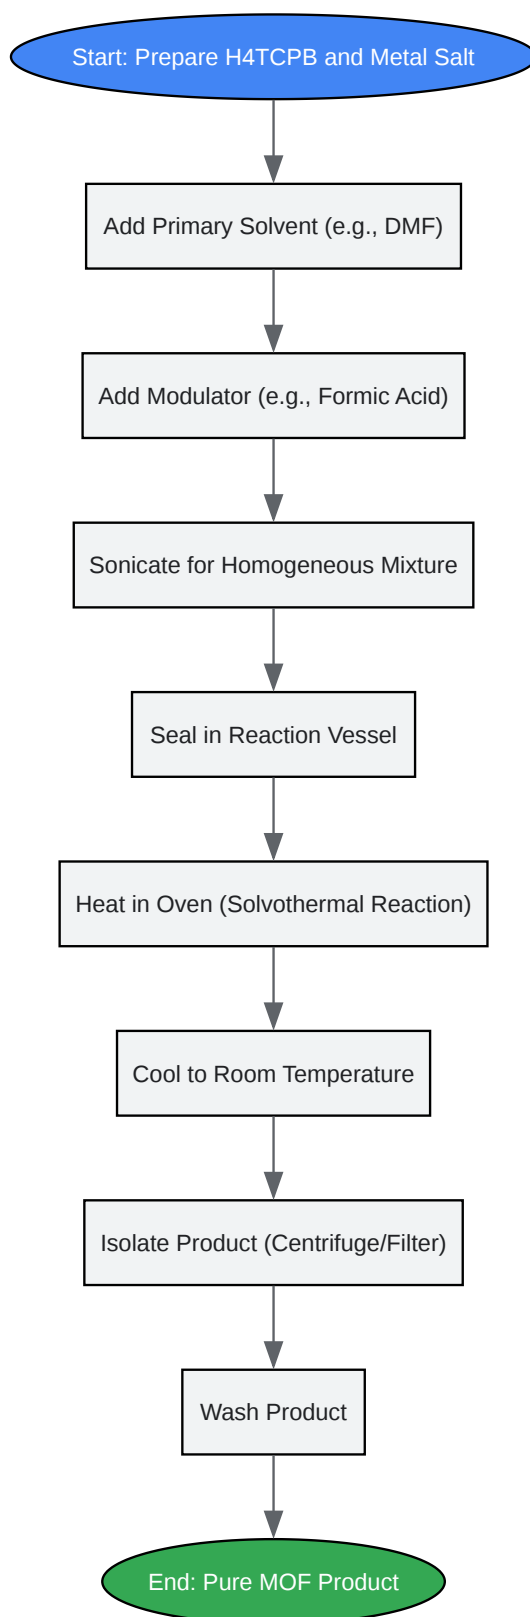 Start: Prepare H4TCPB and Metal Salt
Add Primary Solvent (e.g., DMF)
Add Modulator (e.g., Formic Acid)
Sonicate for Homogeneous Mixture
Seal in Reaction Vessel
Heat in Oven (Solvothermal Reaction)
Cool to Room Temperature
Isolate Product (Centrifuge/Filter)
Wash Product
End: Pure MOF Product